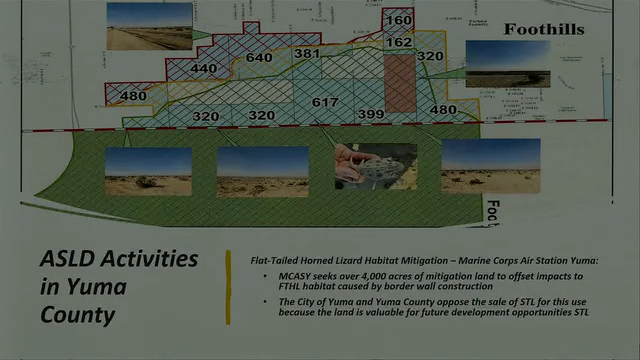 160
Foothills
162
640
381
320
440
480
617
320
320
399
480
ASLD Activities
in Yuma
County
Flat-Tailed Horned Lizard Habitat Mitigation – Marine Corps Air Station Yuma:
• MCASY seeks over 4,000 acres of mitigation land to offset impacts to
FTHL habitat caused by border wall construction
• The City of Yuma and Yuma County oppose the sale of STL for this use
because the land is valuable for future development opportunities STL